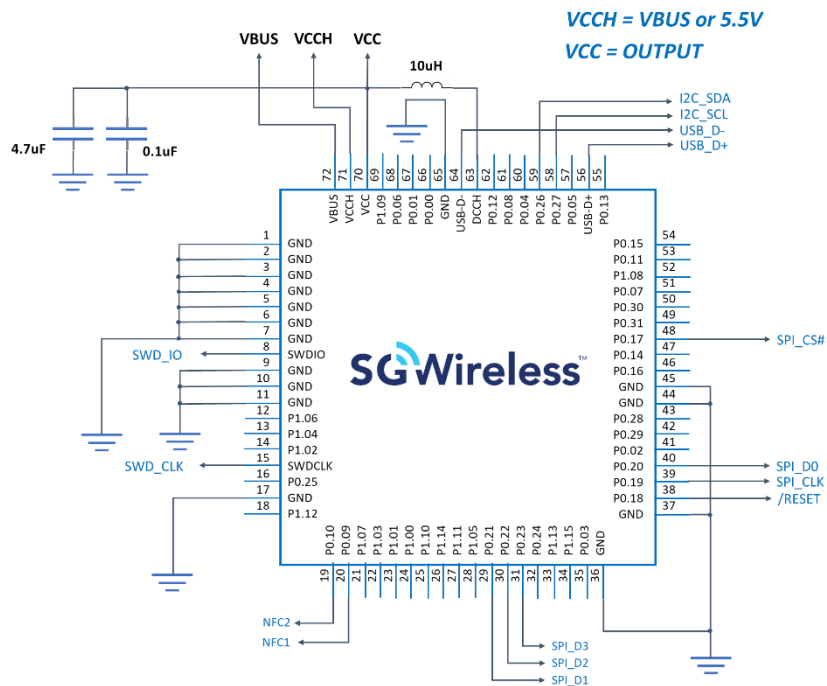 VCCH = VBUS or 5.5V
VCC = OUTPUT
VBUS VCCH VCC
10uH
4.7uF 0.1uF
I2C_SDA
I2C_SCL
USB_D-
USB_D+
72 71 70 69 68 67 66 65 64 63 62 61 60 59 58 57 56 55
VBUS VCCH VCC P1.09 P0.06 P0.01 P0.00 GND USB-D- DCCH P0.12 P0.08 P0.04 P0.26 P0.27 P0.05 USB-D+ P0.13
1 GND
2 GND
3 GND
4 GND
5 GND
6 GND
7 GND
SWD_IO 8 SWDIO
9 GND
10 GND
11 GND
12 P1.06
13 P1.04
14 P1.02
SWD_CLK 15 SWDCLK
16 P0.25
17 GND
18 P1.12
SGWireless™
P0.15 54
P0.11 53
P1.08 52
P0.07 51
P0.30 50
P0.31 49
P0.17 48 SPI_CS#
P0.14 47
P0.16 46
GND 45
GND 44
P0.28 43
P0.29 42
P0.02 41
P0.20 40 SPI_D0
P0.19 39 SPI_CLK
P0.18 38 /RESET
GND 37
P0.10 P0.09 P1.07 P1.03 P1.01 P1.00 P1.10 P1.14 P1.11 P1.05 P0.21 P0.22 P0.23 P0.24 P1.13 P1.15 P0.03 GND
19 20 21 22 23 24 25 26 27 28 29 30 31 32 33 34 35 36
NFC2
NFC1
SPI_D3
SPI_D2
SPI_D1